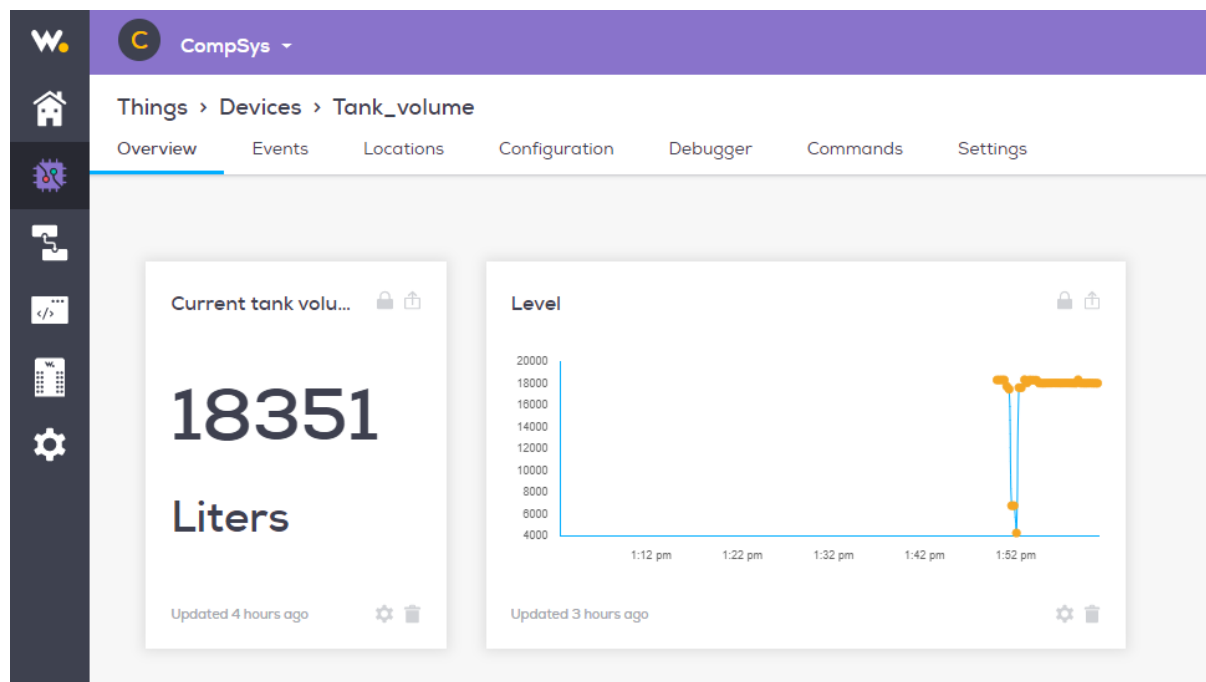 W.
C CompSys
Things › Devices › Tank_volume
Overview Events Locations Configuration Debugger Commands Settings
</>
W.
Current tank volu...
18351
Liters
Updated 4 hours ago
Level
20000
18000
16000
14000
12000
10000
8000
6000
4000
1:12 pm 1:22 pm 1:32 pm 1:42 pm 1:52 pm
Updated 3 hours ago